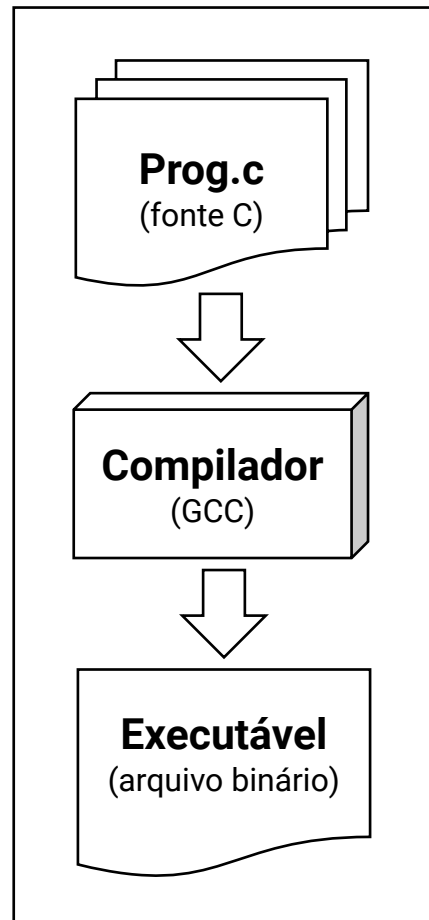 Prog.c
(fonte C)
Compilador
(GCC)
Executável
(arquivo binário)